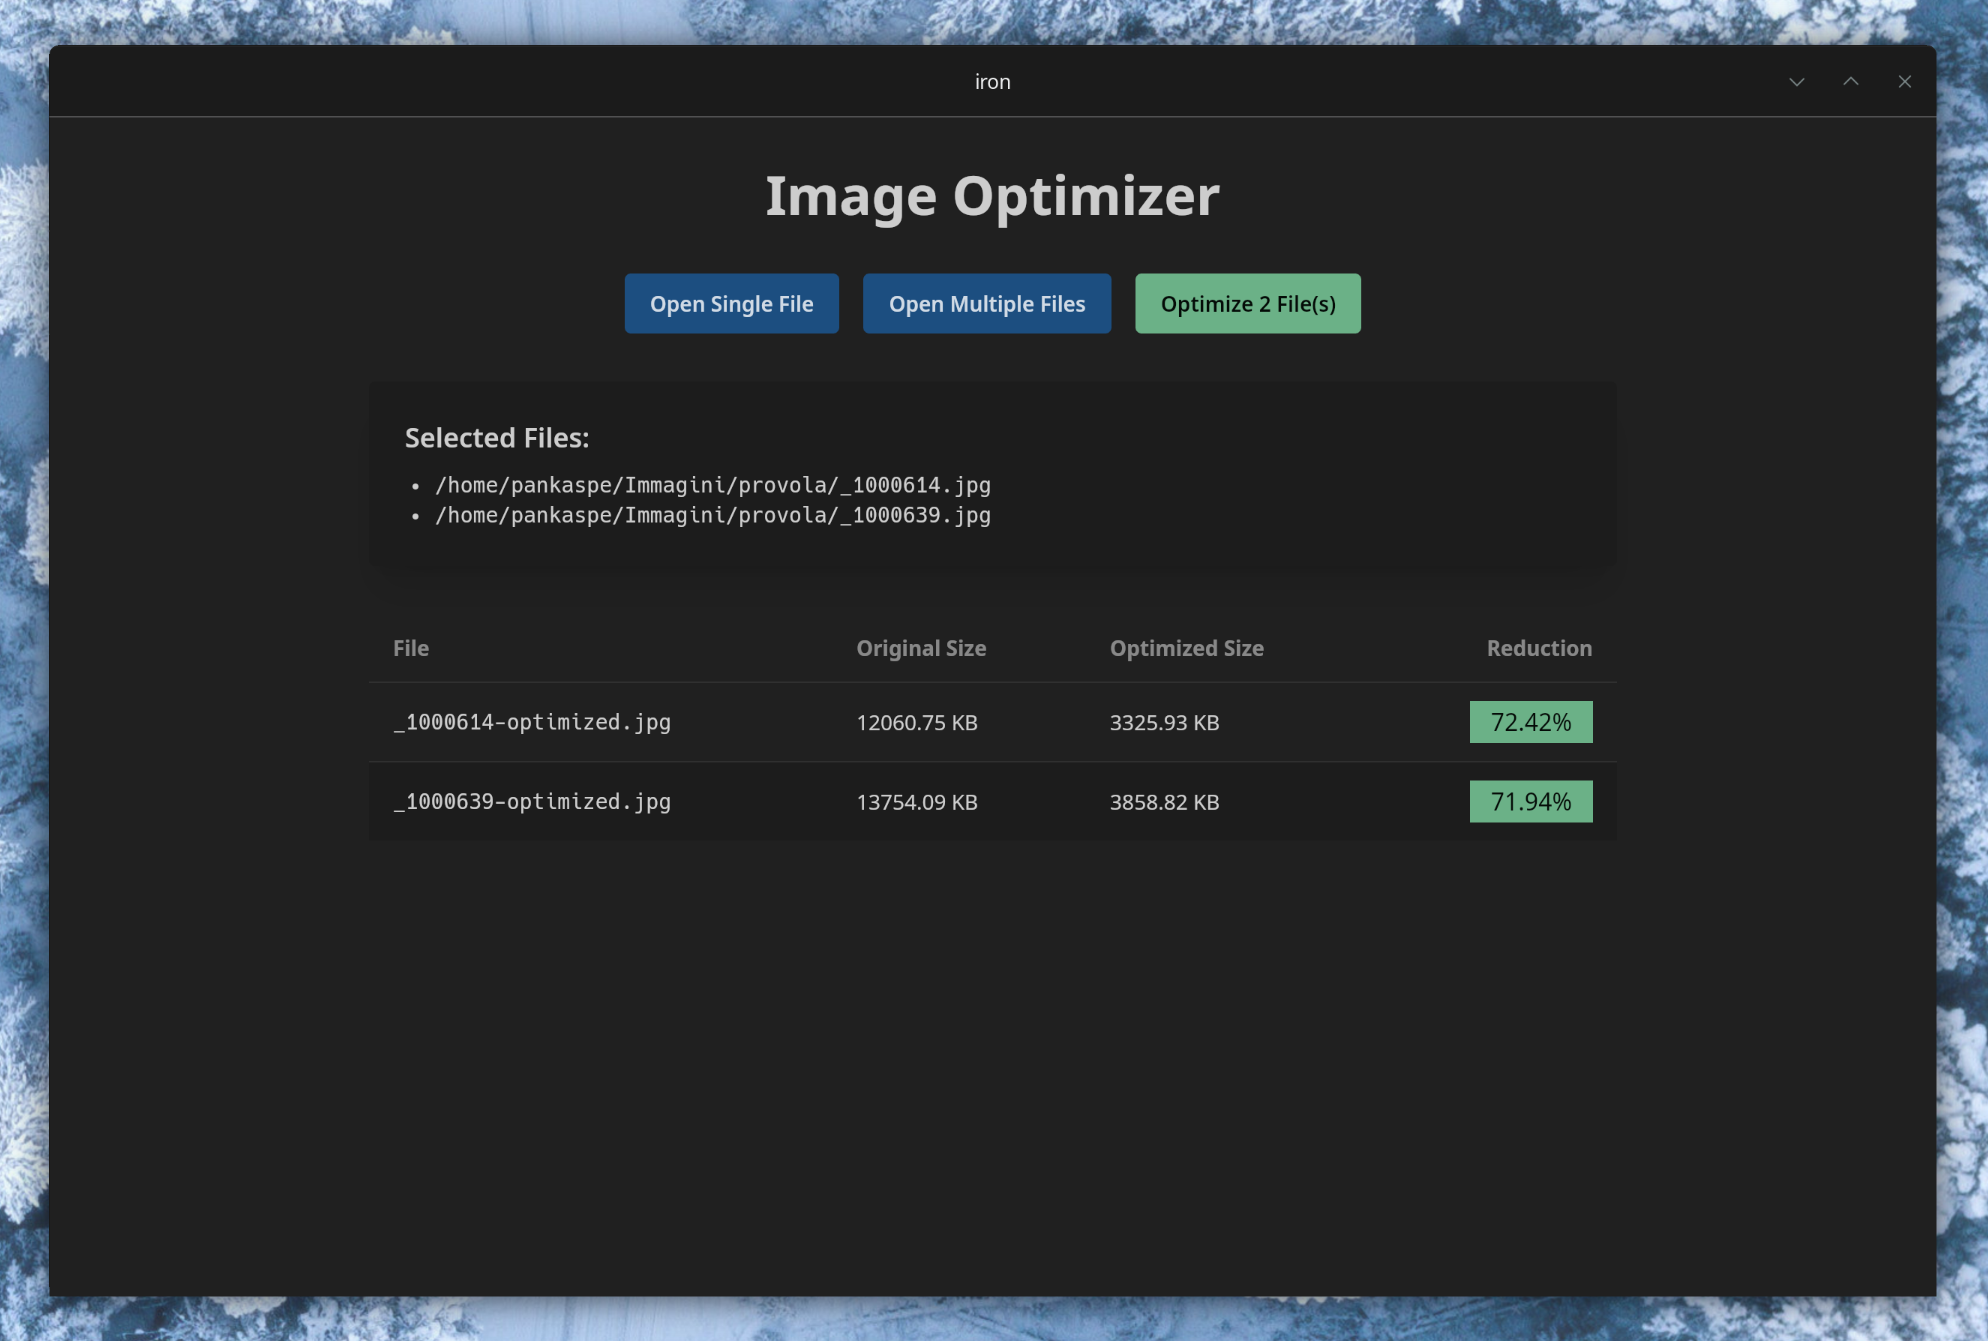 iron
Image Optimizer
Open Single File Open Multiple Files Optimize 2 File(s)
Selected Files:
• /home/pankaspe/Immagini/provola/_1000614.jpg
• /home/pankaspe/Immagini/provola/_1000639.jpg
File Original Size Optimized Size Reduction
_1000614-optimized.jpg 12060.75 KB 3325.93 KB 72.42%
_1000639-optimized.jpg 13754.09 KB 3858.82 KB 71.94%